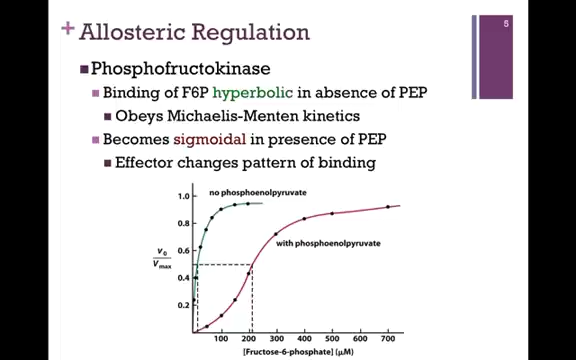 5
+ Allosteric Regulation
Phosphofructokinase
Binding of F6P hyperbolic in absence of PEP
Obeys Michaelis-Menten kinetics
Becomes sigmoidal in presence of PEP
Effector changes pattern of binding
no phosphoenolpyruvate
with phosphoenolpyruvate
1.0
0.8
0.6
0.4
0.2
v0
Vmax
100 200 300 400 500 600 700
[Fructose-6-phosphate] (µM)